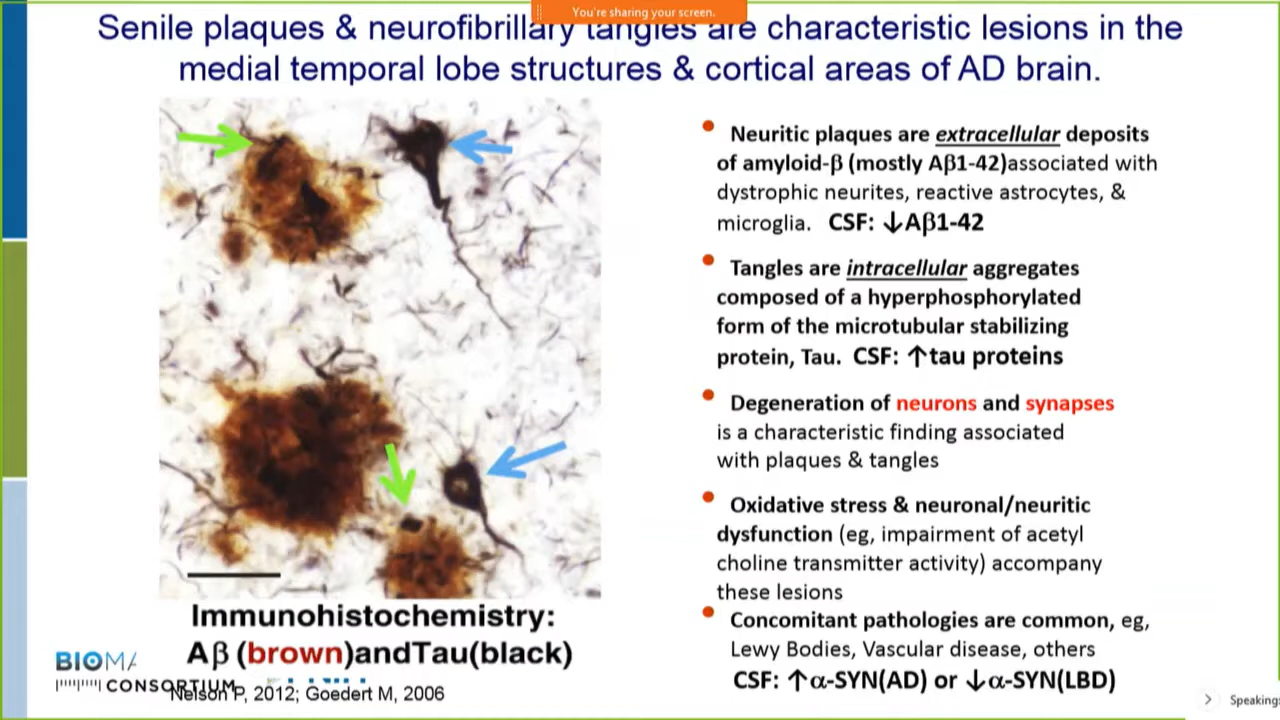 You're sharing your screen.
Senile plaques & neurofibrillary tangles are characteristic lesions in the
medial temporal lobe structures & cortical areas of AD brain.
• Neuritic plaques are extracellular deposits
of amyloid-β (mostly Aβ1-42)associated with
dystrophic neurites, reactive astrocytes, &
microglia. CSF: ↓Aβ1-42
• Tangles are intracellular aggregates
composed of a hyperphosphorylated
form of the microtubular stabilizing
protein, Tau. CSF: ↑tau proteins
• Degeneration of neurons and synapses
is a characteristic finding associated
with plaques & tangles
• Oxidative stress & neuronal/neuritic
dysfunction (eg, impairment of acetyl
choline transmitter activity) accompany
these lesions
• Concomitant pathologies are common, eg,
Lewy Bodies, Vascular disease, others
CSF: ↑α-SYN(AD) or ↓α-SYN(LBD)
Immunohistochemistry:
Aβ (brown)andTau(black)
BIOMA
CONSORTIUM
Nelson P, 2012; Goedert M, 2006
Speaking: